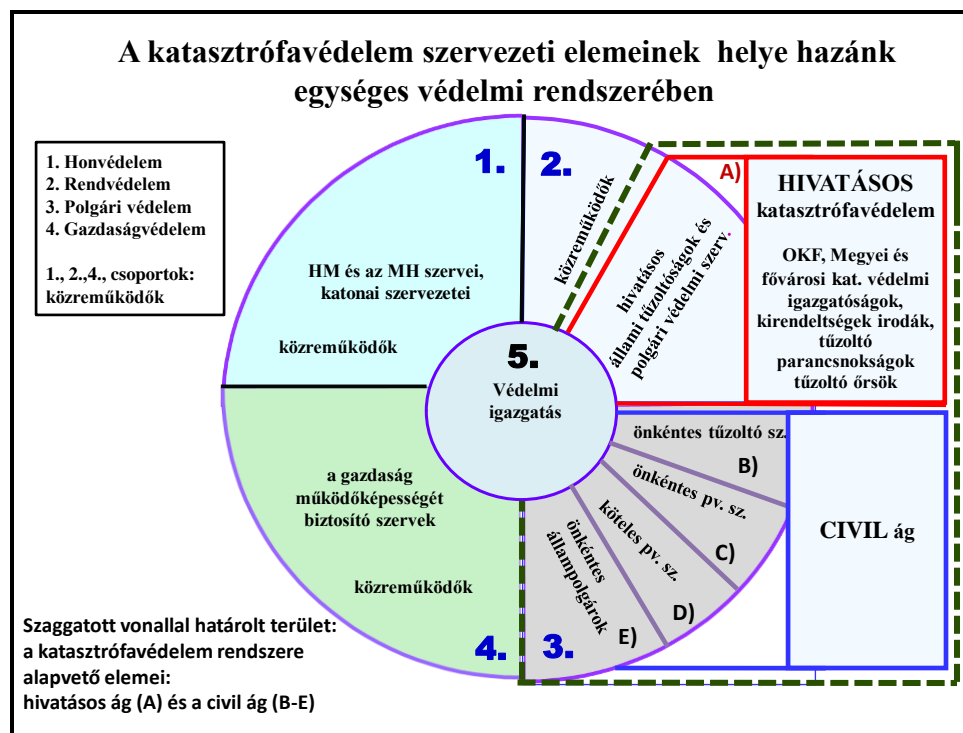 A katasztrófavédelem szervezeti elemeinek helye hazánk
egységes védelmi rendszerében
1. Honvédelem
2. Rendvédelem
3. Polgári védelem
4. Gazdaságvédelem
1., 2.,4., csoportok:
közreműködők
1.
HM és az MH szervei,
katonai szervezetei
közreműködők
2.
közreműködők
A)
hivatásos
állami tűzoltóságok és
polgári védelmi szerv.
HIVATÁSOS
katasztrófavédelem
OKF, Megyei és
fővárosi kat. védelmi
igazgatóságok,
kirendeltségek irodák,
tűzoltó
parancsnokságok
tűzoltó őrsök
5.
Védelmi
igazgatás
önkéntes tűzoltó sz.
B)
önkéntes pv. sz.
C)
köteles pv. sz.
D)
önkéntes
állampolgárok
E)
3.
CIVIL ág
a gazdaság
működőképességét
biztosító szervek
közreműködők
4.
Szaggatott vonallal határolt terület:
a katasztrófavédelem rendszere
alapvető elemei:
hivatásos ág (A) és a civil ág (B-E)